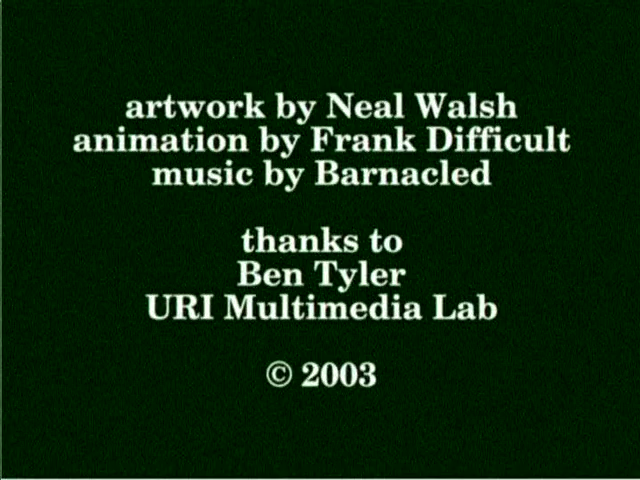 artwork by Neal Walsh
animation by Frank Difficult
music by Barnacled
thanks to
Ben Tyler
URI Multimedia Lab
© 2003